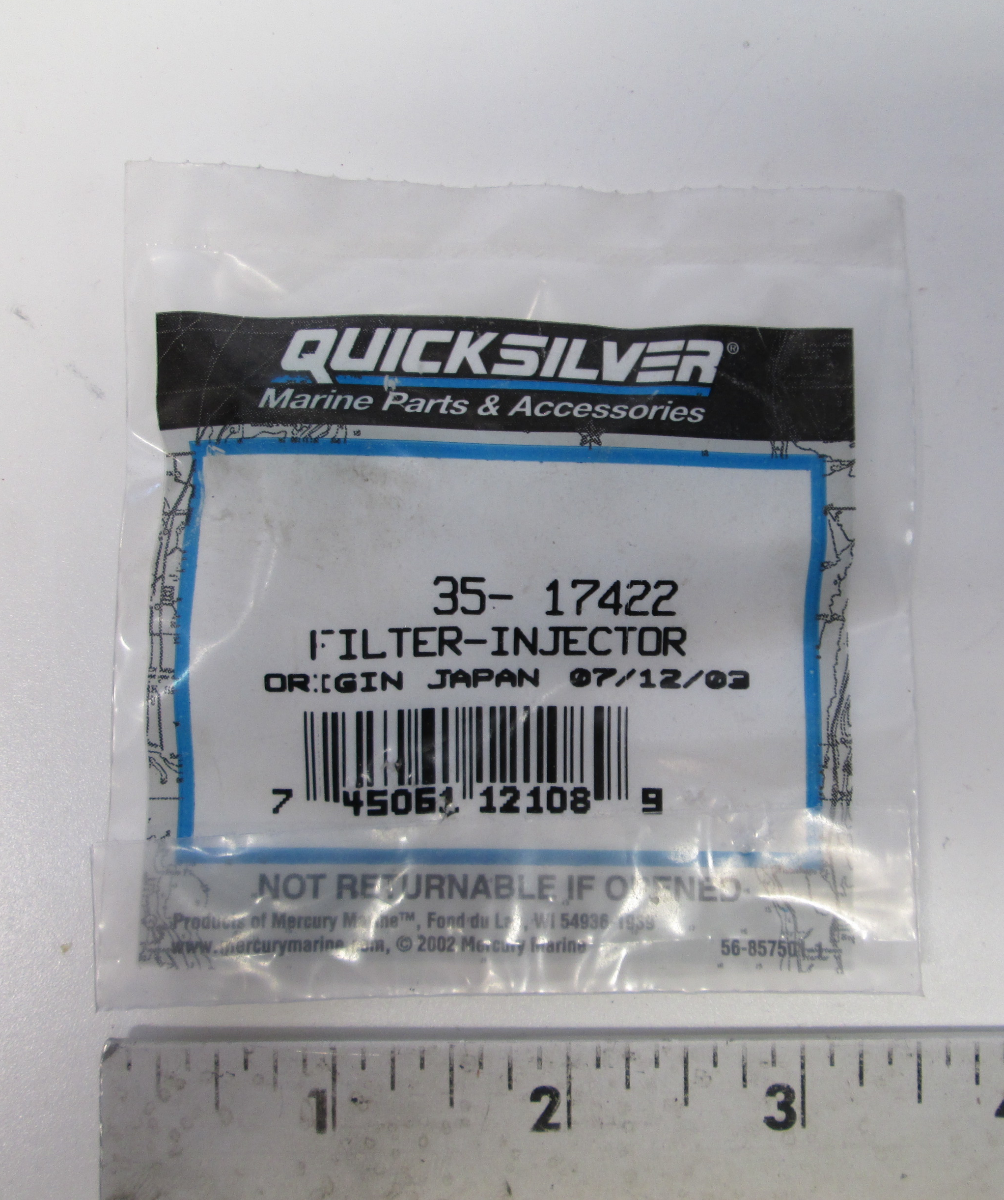 QUICKSILVER®
Marine Parts & Accessories
35- 17422
FILTER-INJECTOR
ORIGIN JAPAN 07/12/03
7 45061 12108 9
NOT RETURNABLE IF OPENED
Products of Mercury Marine™, Fond du Lac, WI 54936-1939
www.mercurymarine.com, © 2002 Mercury Marine
1 2 3